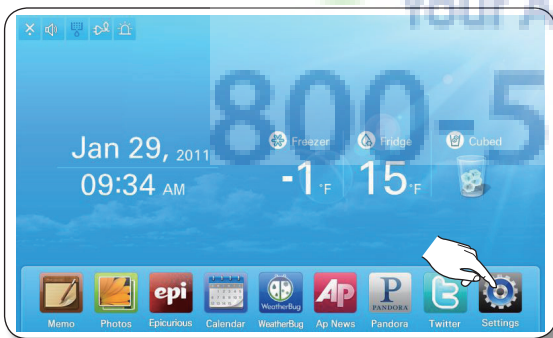 Your A
800-5
Jan 29, 2011
09:34 AM
Freezer
-1 °F
Fridge
15 °F
Cubed
epi
AP
P
PANDORA
WeatherBug
Memo
Photos
Epicurious
Calendar
WeatherBug
Ap News
Pandora
Twitter
Settings